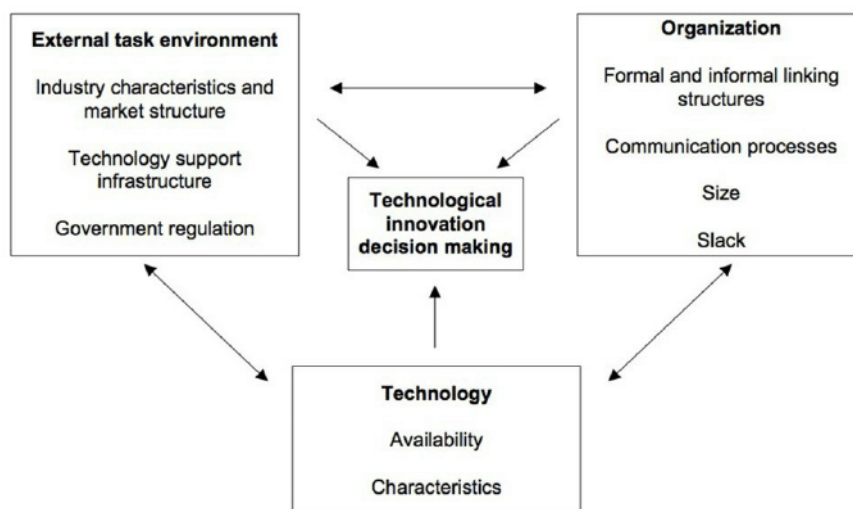 External task environment
Industry characteristics and
market structure
Technology support
infrastructure
Government regulation
Organization
Formal and informal linking
structures
Communication processes
Size
Slack
Technological
innovation
decision making
Technology
Availability
Characteristics